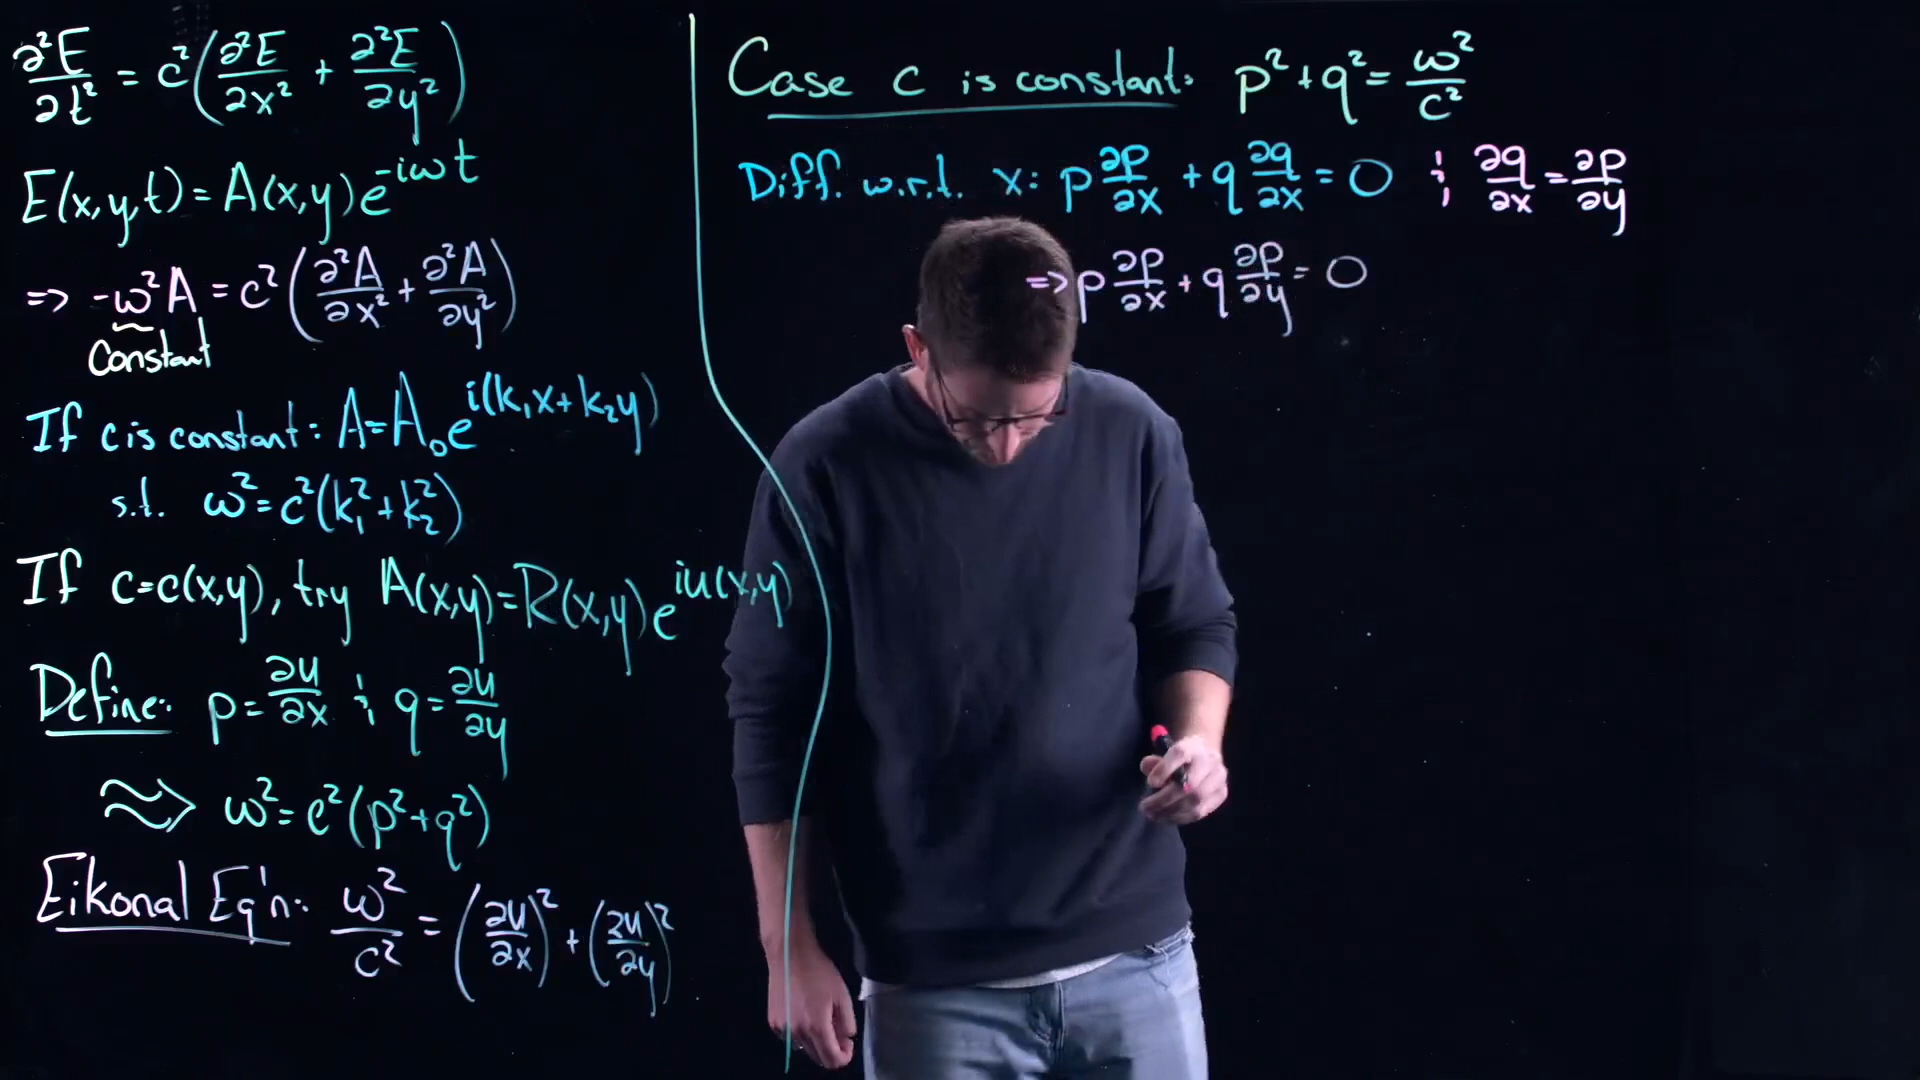 ∂²E/∂t² = c²(∂²E/∂x² + ∂²E/∂y²)
E(x,y,t) = A(x,y)e^{-iωt}
⇒ -ω²A = c²(∂²A/∂x² + ∂²A/∂y²)
Constant
If c is constant: A = A₀e^{i(k₁x+k₂y)}
s.t. ω² = c²(k₁²+k₂²)
If c=c(x,y), try A(x,y)=R(x,y)e^{iu(x,y)}
Define: p = ∂u/∂x & q = ∂u/∂y
≈> ω² = c²(p²+q²)
Eikonal Eq'n: ω²/c² = (∂u/∂x)² + (∂u/∂y)²
Case c is constant: p²+q² = ω²/c²
Diff. w.r.t. x: p ∂p/∂x + q ∂q/∂x = 0 & ∂q/∂x = ∂p/∂y
⇒ p ∂p/∂x + q ∂p/∂y = 0